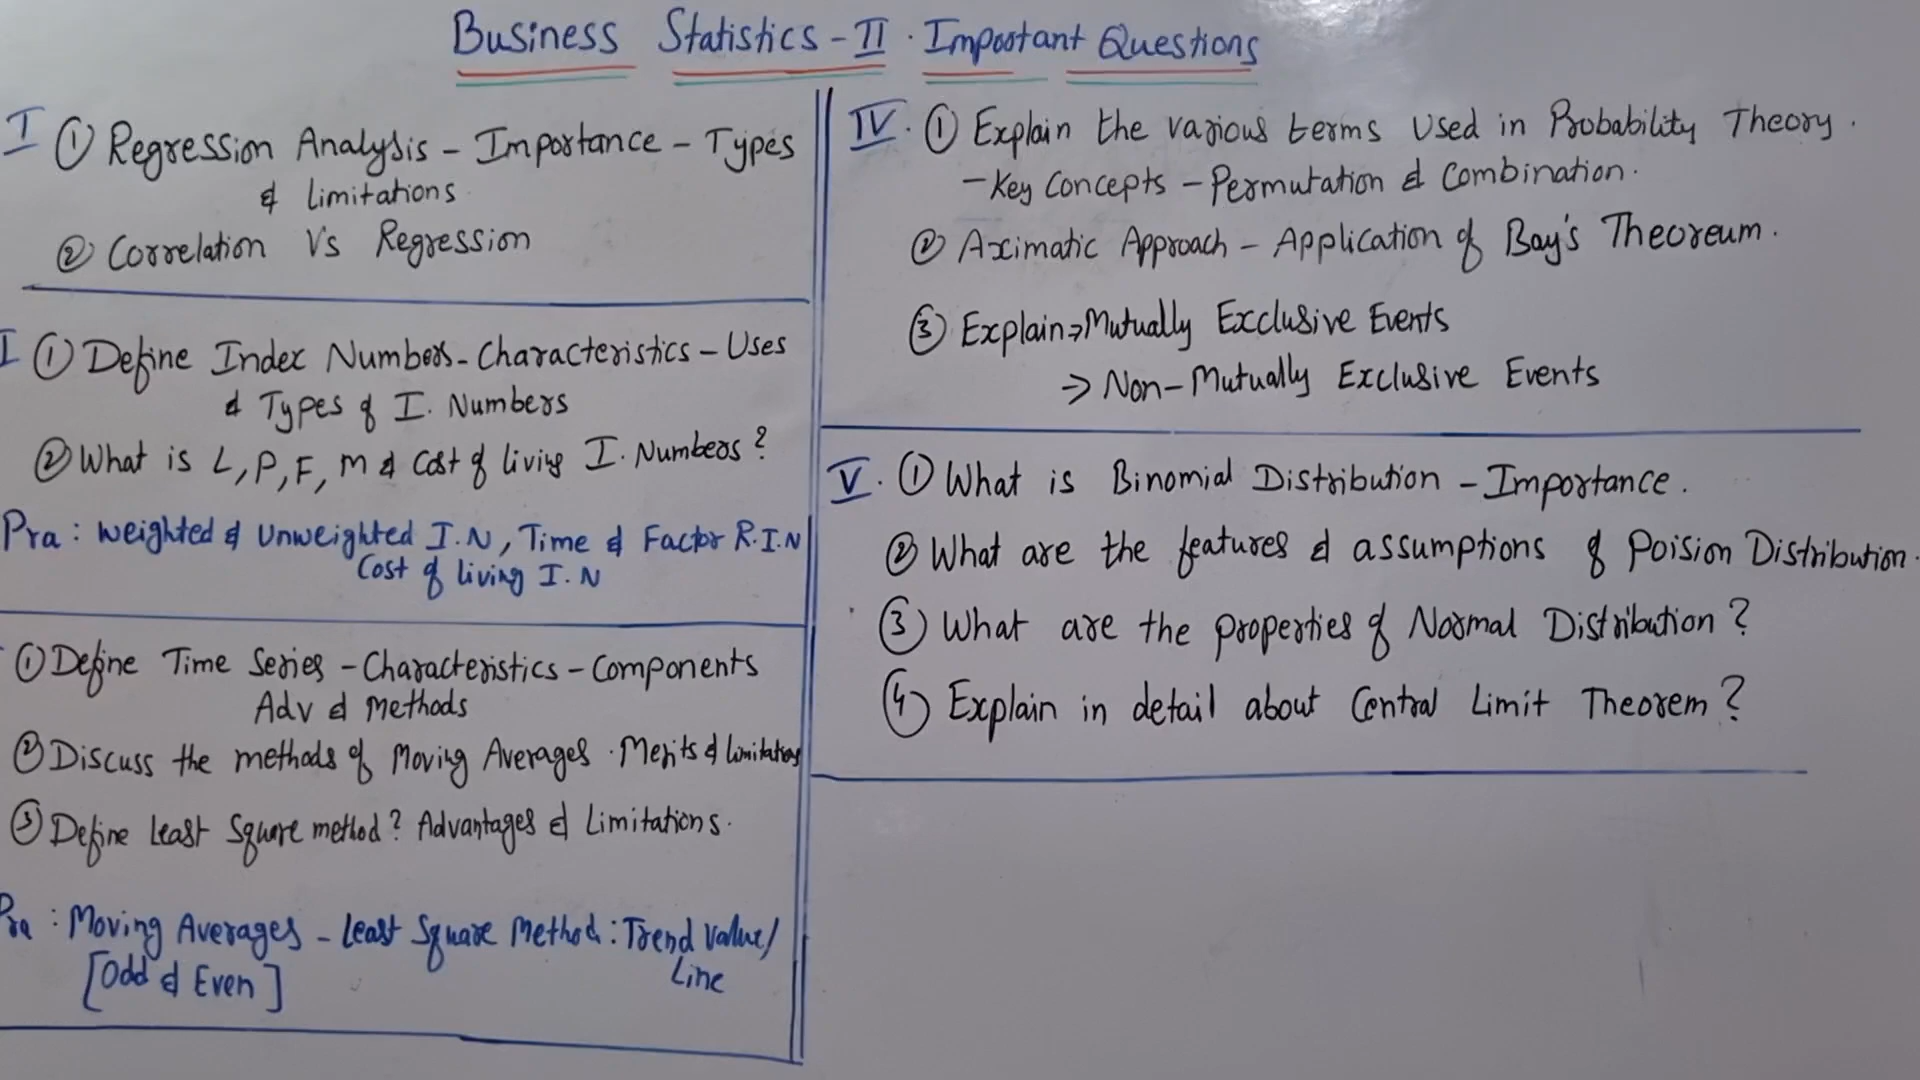 Business Statistics - II . Important Questions
I ① Regression Analysis - Importance - Types
& limitations
② Correlation Vs Regression
I ① Define Index Numbers - Characteristics - Uses
& Types of I. Numbers
② What is L, P, F, M & Cost of living I. Numbers ?
Pra : Weighted & Unweighted I.N, Time & Factor R.I.N
Cost of living I.N
① Define Time Series - Characteristics - Components
Adv & Methods
② Discuss the methods of Moving Averages . Merits & limitations
③ Define Least Square method ? Advantages & Limitations.
Pra : Moving Averages - Least Square Method : Trend Value/
[Odd & Even] Line
IV. ① Explain the various terms Used in Probability Theory.
- Key Concepts - Permutation & Combination.
② Aximatic Approach - Application of Bay's Theoreum.
③ Explain → Mutually Exclusive Events
→ Non-Mutually Exclusive Events
V. ① What is Binomial Distribution - Importance.
② What are the features & assumptions of Poision Distribution.
③ What are the properties of Normal Distribution ?
④ Explain in detail about Central Limit Theorem ?